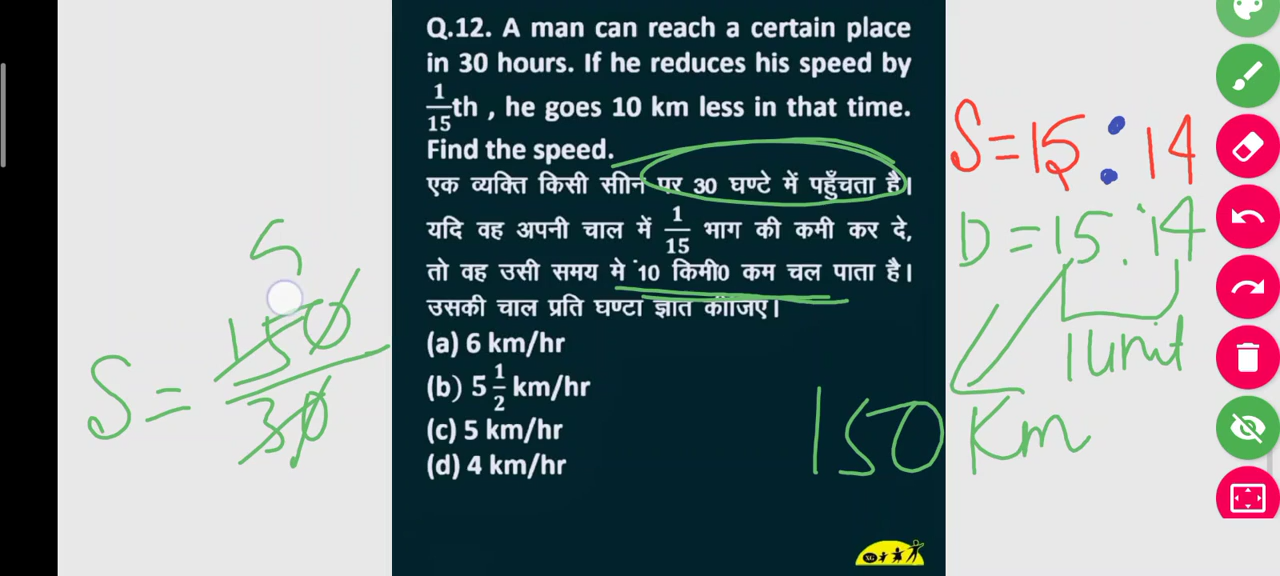 Q.12. A man can reach a certain place
in 30 hours. If he reduces his speed by
1/15th , he goes 10 km less in that time.
Find the speed.
एक व्यक्ति किसी साीन पर 30 घण्टे में पहुँचता है।
यदि वह अपनी चाल में 1/15 भाग की कमी कर दे,
तो वह उसी समय मे 10 किमी0 कम चल पाता है।
उसकी चाल प्रति घण्टा ज्ञात काीजिए।
(a) 6 km/hr
(b) 5 1/2 km/hr
(c) 5 km/hr
(d) 4 km/hr
S = 15 : 14
D = 15 : 14
1 Unit
150 Km
S = 150/30
5